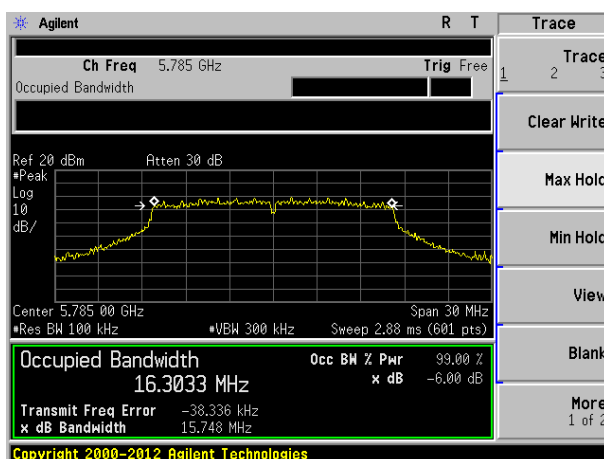 Agilent R T Trace
Ch Freq 5.785 GHz Trig Free
Occupied Bandwidth
Trace
1 2 3
Clear Write
Max Hold
Min Hold
View
Blank
More
1 of 2
Ref 20 dBm Atten 30 dB
#Peak
Log
10
dB/
Center 5.785 00 GHz Span 30 MHz
#Res BW 100 kHz #VBW 300 kHz Sweep 2.88 ms (601 pts)
Occupied Bandwidth Occ BW % Pwr 99.00 %
16.3033 MHz x dB -6.00 dB
Transmit Freq Error -38.336 kHz
x dB Bandwidth 15.748 MHz
Copyright 2000-2012 Agilent Technologies